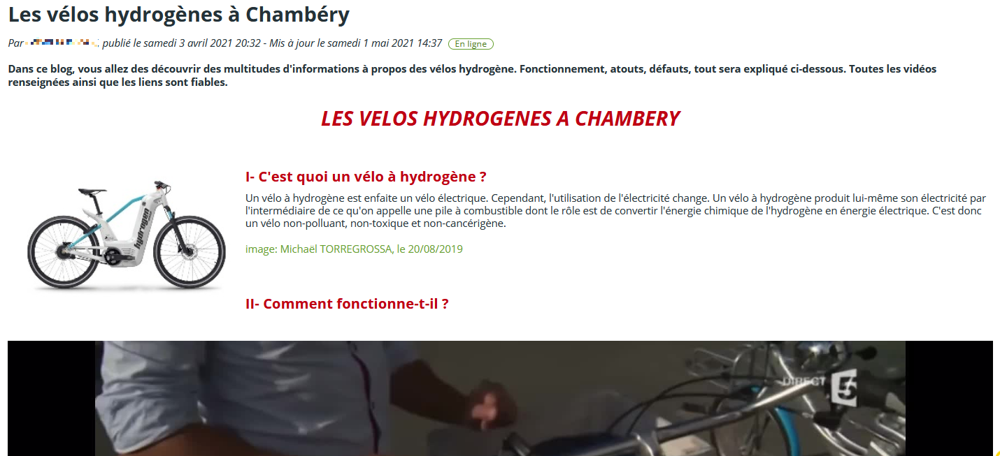 Les vélos hydrogènes à Chambéry
Par , publié le samedi 3 avril 2021 20:32 - Mis à jour le samedi 1 mai 2021 14:37 En ligne
Dans ce blog, vous allez des découvrir des multitudes d'informations à propos des vélos hydrogène. Fonctionnement, atouts, défauts, tout sera expliqué ci-dessous. Toutes les vidéos
renseignées ainsi que les liens sont fiables.
LES VELOS HYDROGENES A CHAMBERY
I- C'est quoi un vélo à hydrogène ?
Un vélo à hydrogène est enfaite un vélo électrique. Cependant, l'utilisation de l'électricité change. Un vélo à hydrogène produit lui-même son électricité par
l'intermédiaire de ce qu'on appelle une pile à combustible dont le rôle est de convertir l'énergie chimique de l'hydrogène en énergie électrique. C'est donc
un vélo non-polluant, non-toxique et non-cancérigène.
hydrogen
image: Michaël TORREGROSSA, le 20/08/2019
II- Comment fonctionne-t-il ?
DIRECT 5